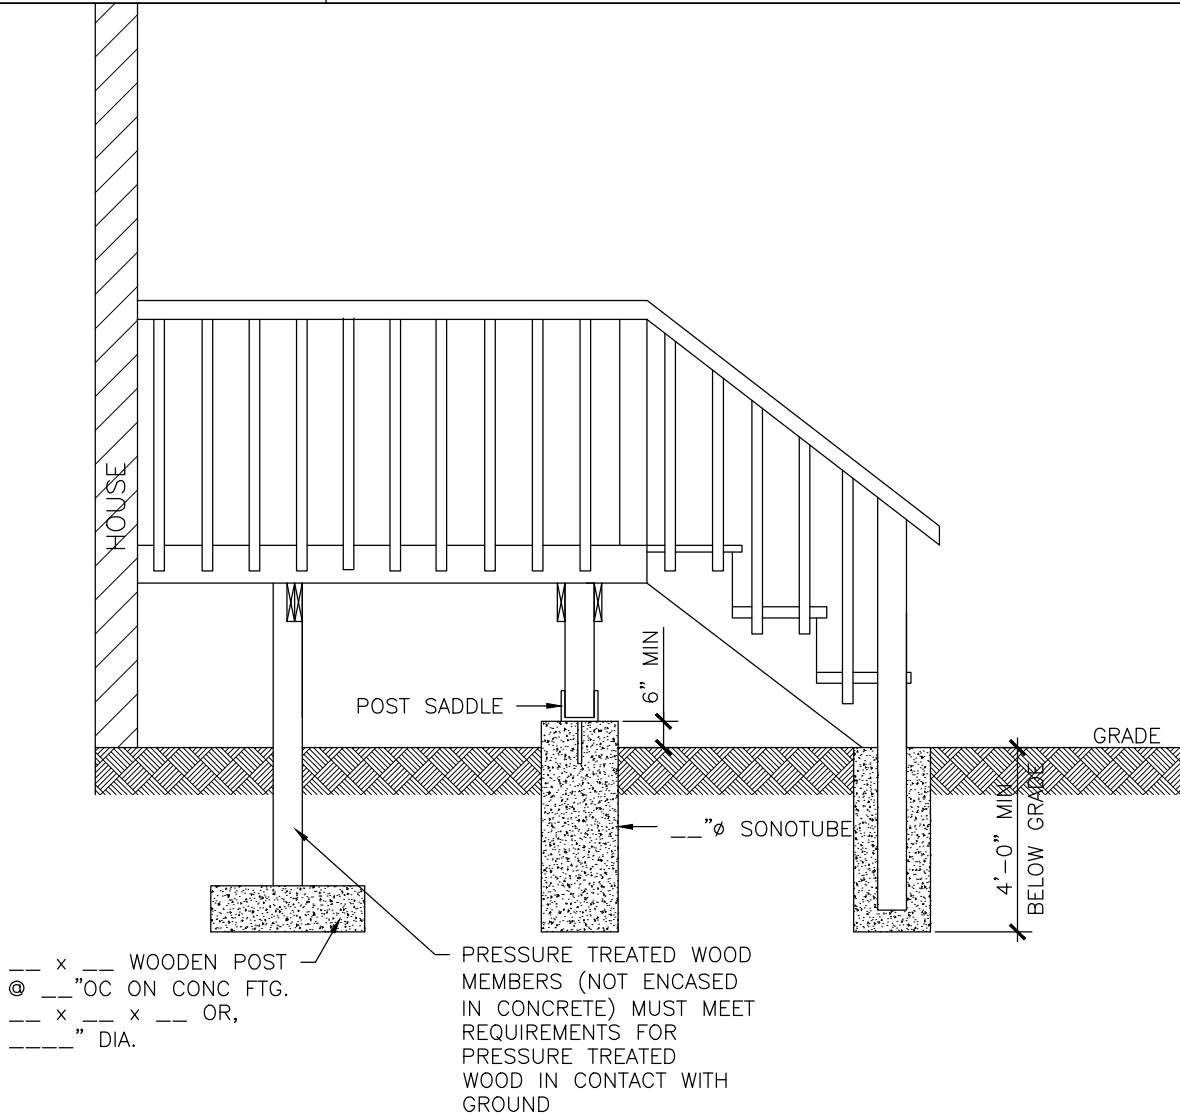 HOUSE
6" MIN
POST SADDLE
GRADE
__"ø SONOTUBE
4'-0" MIN
BELOW GRADE
__ x __ WOODEN POST
@ __"OC ON CONC FTG.
__ x __ x __ OR,
____" DIA.
PRESSURE TREATED WOOD
MEMBERS (NOT ENCASED
IN CONCRETE) MUST MEET
REQUIREMENTS FOR
PRESSURE TREATED
WOOD IN CONTACT WITH
GROUND